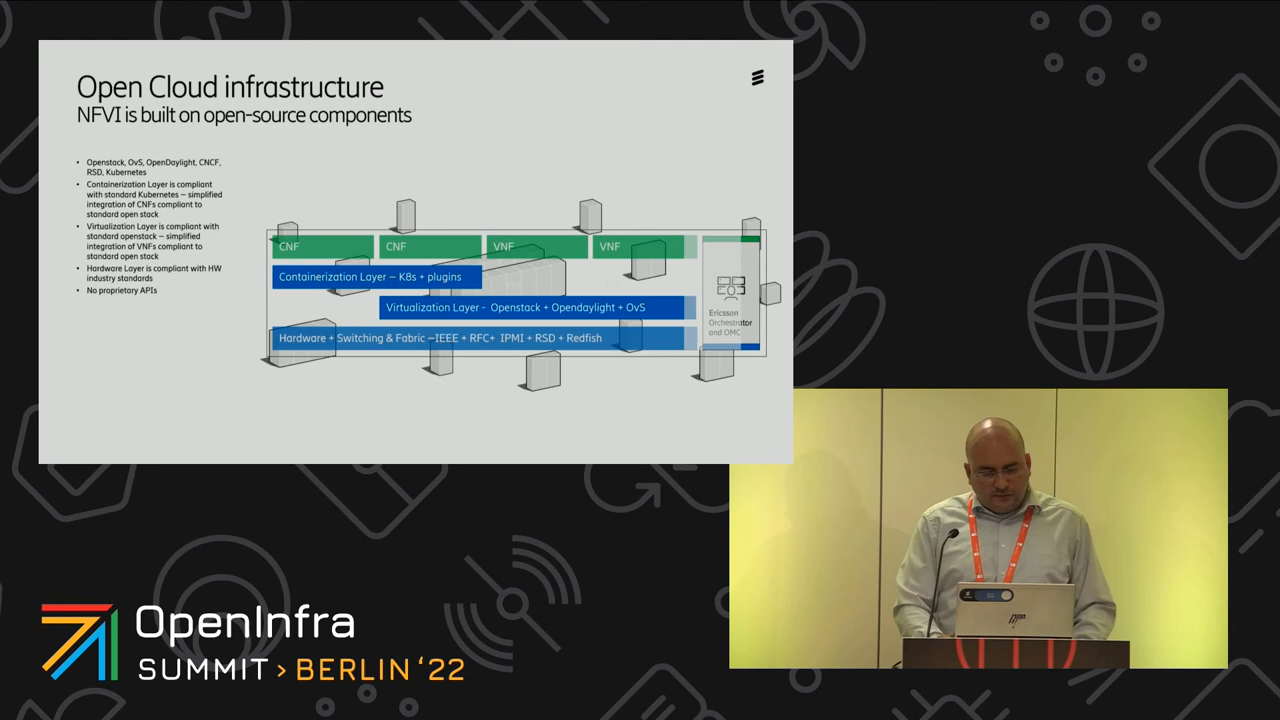 Open Cloud infrastructure
NFVI is built on open-source components
• Openstack, OvS, OpenDaylight, CNCF,
RSD, Kubernetes
• Containerization Layer is compliant
with standard Kubernetes – simplified
integration of CNFs compliant to
standard open stack
• Virtualization Layer is compliant with
standard openstack – simplified
integration of VNFs compliant to
standard open stack
• Hardware Layer is compliant with HW
industry standards
• No proprietary APIs
CNF
CNF
VNF
VNF
Containerization Layer – K8s + plugins
Virtualization Layer - Openstack + Opendaylight + OvS
Hardware + Switching & Fabric –IEEE + RFC+ IPMI + RSD + Redfish
Ericsson
Orchestrator
and OMC
5G
OpenInfra
SUMMIT > BERLIN ‘22